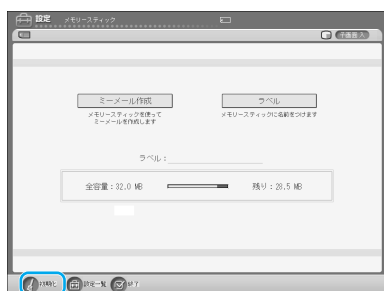 設定 メモリースティック
子画面 入
ミーメール作成
ラベル
メモリースティックを使って
ミーメールを作成します
メモリースティックに名前をつけます
ラベル：
全容量：32.0 MB
残り：28.5 MB
初期化
設定一覧
終了